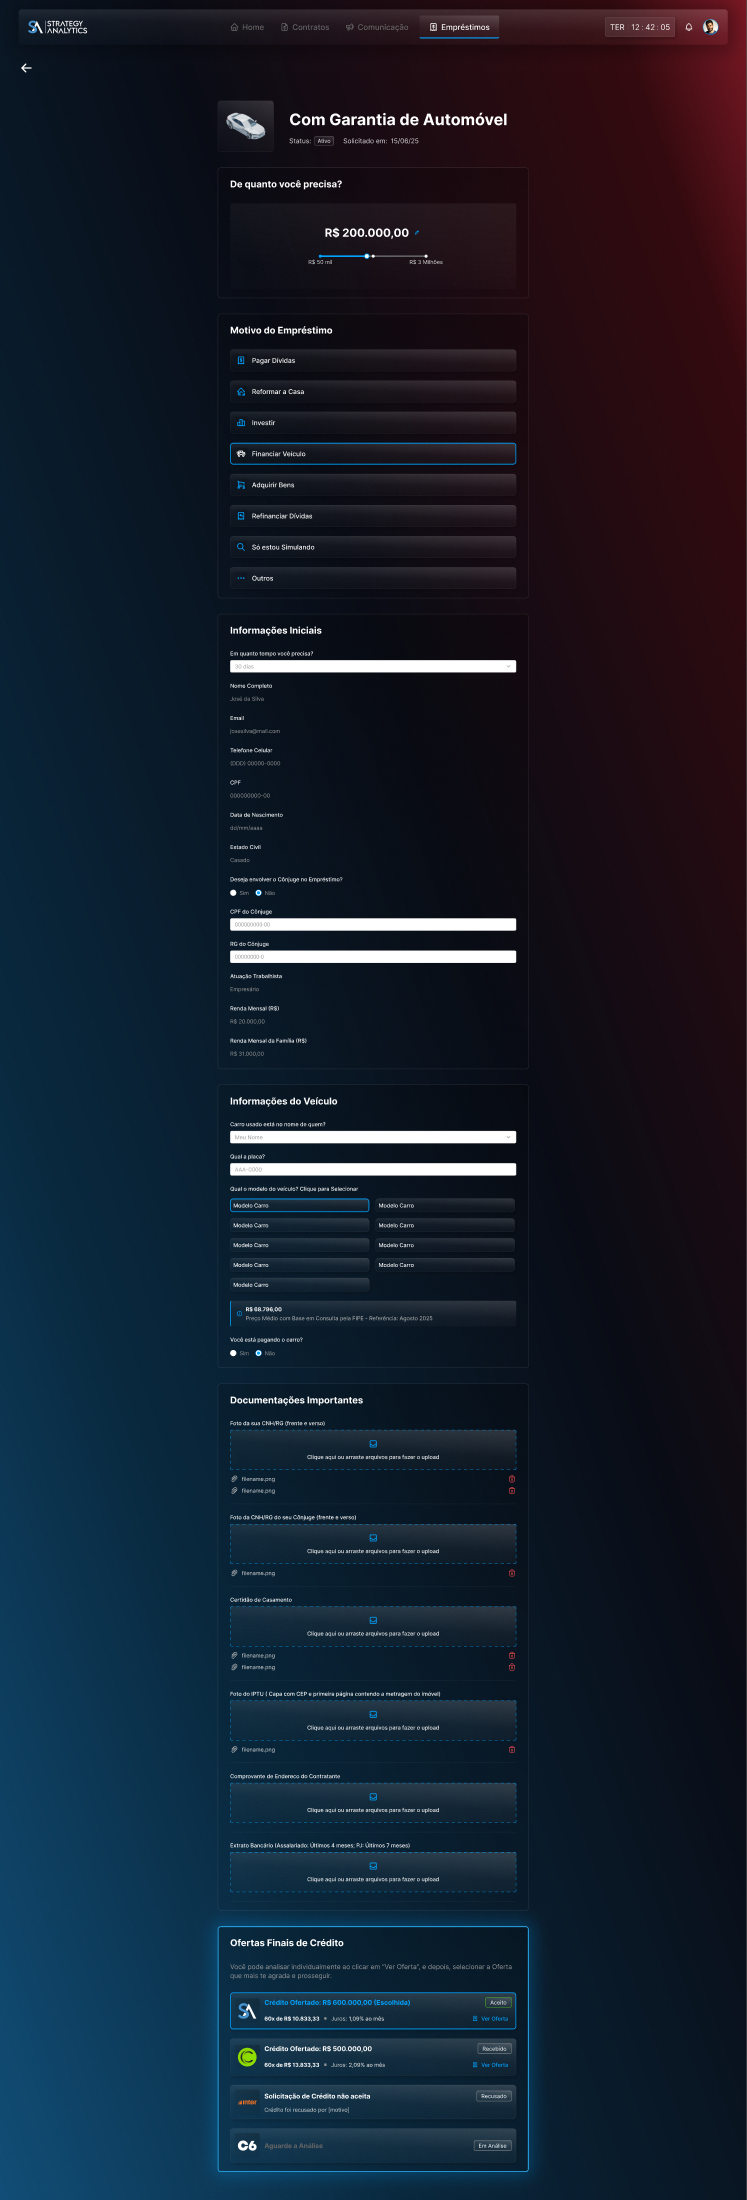 STRATEGY
ANALYTICS
Home
Contratos
Comunicação
Empréstimos
TER 12 : 42 : 05
Com Garantia de Automóvel
Status: Ativo Solicitado em: 15/06/25
De quanto você precisa?
R$ 200.000,00
R$ 50 mil R$ 3 Milhões
Motivo do Empréstimo
Pagar Dívidas
Reformar a Casa
Investir
Financiar Veículo
Adquirir Bens
Refinanciar Dívidas
Só estou Simulando
Outros
Informações Iniciais
Em quanto tempo você precisa?
30 dias
Nome Completo
José da Silva
Email
josesilva@mail.com
Telefone Celular
(DDD) 00000-0000
CPF
000000000-00
Data de Nascimento
dd/mm/aaaa
Estado Civil
Casado
Deseja envolver o Cônjuge no Empréstimo?
Sim Não
CPF do Cônjuge
000000000-00
RG do Cônjuge
00000000-0
Atuação Trabalhista
Empresário
Renda Mensal (R$)
R$ 20.000,00
Renda Mensal da Família (R$)
R$ 31.000,00
Informações do Veículo
Carro usado está no nome de quem?
Meu Nome
Qual a placa?
AAA-0000
Qual o modelo do veículo? Clique para Selecionar
Modelo Carro Modelo Carro
Modelo Carro Modelo Carro
Modelo Carro Modelo Carro
Modelo Carro Modelo Carro
Modelo Carro
R$ 68.796,00
Preço Médio com Base em Consulta pela FIPE - Referência: Agosto 2025
Você está pagando o carro?
Sim Não
Documentações Importantes
Foto da sua CNH/RG (frente e verso)
Clique aqui ou arraste arquivos para fazer o upload
filename.png
filename.png
Foto da CNH/RG do seu Cônjuge (frente e verso)
Clique aqui ou arraste arquivos para fazer o upload
filename.png
Certidão de Casamento
Clique aqui ou arraste arquivos para fazer o upload
filename.png
filename.png
Foto do IPTU ( Capa com CEP e primeira página contendo a metragem do imóvel)
Clique aqui ou arraste arquivos para fazer o upload
filename.png
Comprovante de Endereço do Contratante
Clique aqui ou arraste arquivos para fazer o upload
Extrato Bancário (Assalariado: Últimos 4 meses; PJ: Últimos 7 meses)
Clique aqui ou arraste arquivos para fazer o upload
Ofertas Finais de Crédito
Você pode analisar individualmente ao clicar em "Ver Oferta", e depois, selecionar a Oferta
que mais te agrada e prosseguir.
Crédito Ofertado: R$ 600.000,00 (Escolhida) Aceito
60x de R$ 10.833,33 Juros: 1,09% ao mês Ver Oferta
Crédito Ofertado: R$ 500.000,00 Recebido
60x de R$ 13.833,33 Juros: 2,09% ao mês Ver Oferta
inter
Solicitação de Crédito não aceita Recusado
Crédito foi recusado por [motivo]
C6
Aguarde a Análise Em Análise